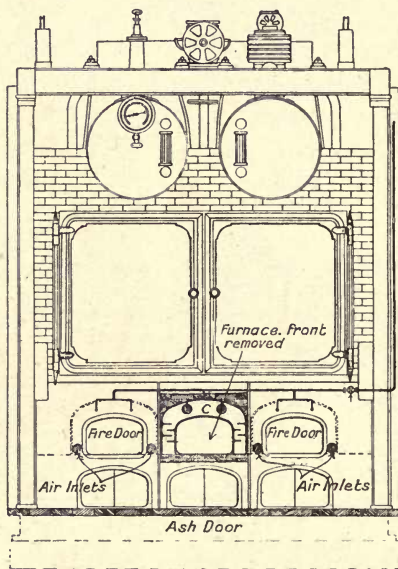 Furnace. Front
removed
C
Fire Door
Fire Door
Air Inlets
Air Inlets
Ash Door